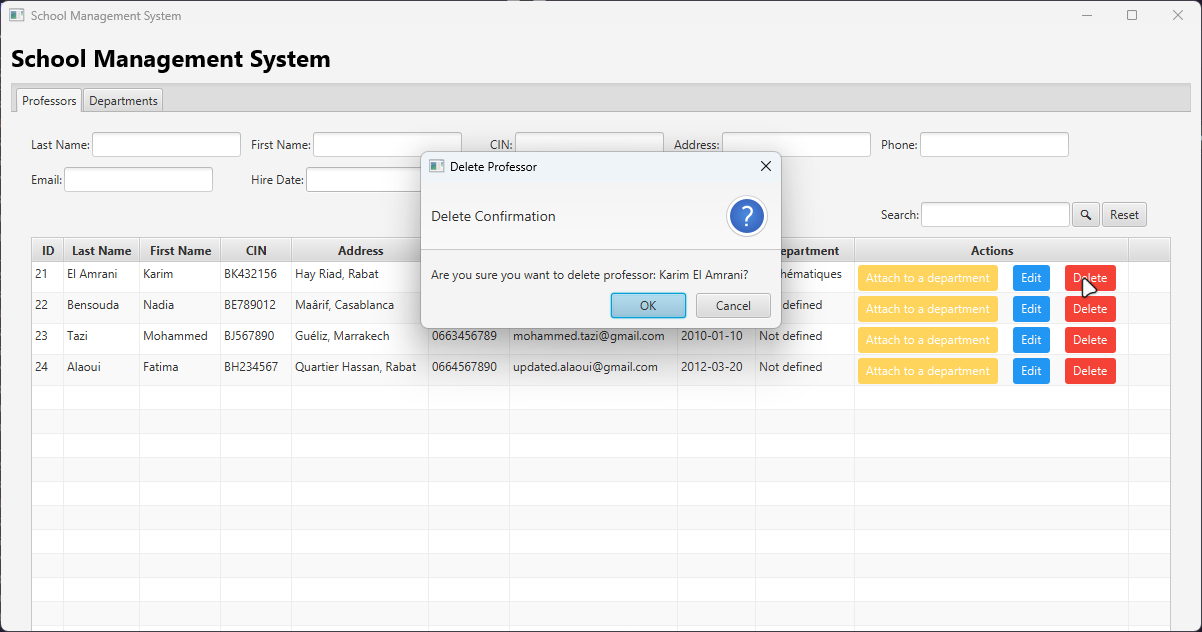 School Management System
School Management System
Professors Departments
Last Name: First Name: CIN: Address: Phone:
Email: Hire Date:
Delete Professor
Delete Confirmation
?
Are you sure you want to delete professor: Karim El Amrani?
OK Cancel
Search: Reset
ID Last Name First Name CIN Address epartment Actions
21 El Amrani Karim BK432156 Hay Riad, Rabat hématiques Attach to a department Edit Delete
22 Bensouda Nadia BE789012 Maârif, Casablanca defined Attach to a department Edit Delete
23 Tazi Mohammed BJ567890 Guéliz, Marrakech 0663456789 mohammed.tazi@gmail.com 2010-01-10 Not defined Attach to a department Edit Delete
24 Alaoui Fatima BH234567 Quartier Hassan, Rabat 0664567890 updated.alaoui@gmail.com 2012-03-20 Not defined Attach to a department Edit Delete